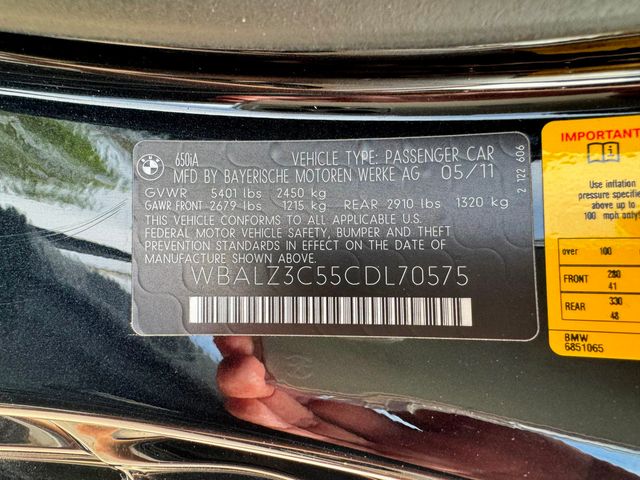 BMW
650iA VEHICLE TYPE: PASSENGER CAR
MFD BY BAYERISCHE MOTOREN WERKE AG 05/11
GVWR 5401 lbs 2450 kg
GAWR FRONT 2679 lbs 1215 kg REAR 2910 lbs 1320 kg
THIS VEHICLE CONFORMS TO ALL APPLICABLE U.S.
FEDERAL MOTOR VEHICLE SAFETY, BUMPER AND THEFT
PREVENTION STANDARDS IN EFFECT ON THE DATE OF
MANUFACTURE SHOWN ABOVE.
WBALZ3C55CDL70575
2 122 606
IMPORTANT
Use inflation
pressure specified
above up to
100 mph only!
over 100
FRONT 280
41
REAR 330
48
BMW
6851065